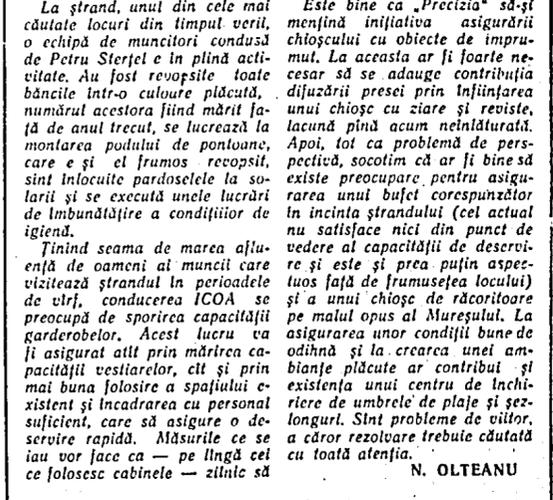 La ștrand, unul din cele mai
căutate locuri din timpul verii,
o echipă de muncitori condusă
de Petru Sterțel e în plină acti-
vitate. Au fost revopsite toate
băncile într-o culoare plăcută,
numărul acestora fiind mărit fa-
ță de anul trecut, se lucrează la
montarea podului de pontoane,
care e și el frumos revopsit,
sînt înlocuite pardoselele la so-
larii și se execută unele lucrări
de îmbunătățire a condițiilor de
igienă.
Ținînd seama de marea aflu-
ență de oameni ai muncii care
vizitează ștrandul în perioadele
de vîrf, conducerea ICOA se
preocupă de sporirea capacității
garderobelor. Acest lucru va
fi asigurat atît prin mărirea ca-
pacității vestiarelor, cît și prin
mai buna folosire a spațiului e-
xistent și încadrarea cu personal
suficient, care să asigure o de-
servire rapidă. Măsurile ce se
iau vor face ca — pe lîngă cei
ce folosesc cabinele — zilnic să
Este bine ca „Precizia” să-și
mențină inițiativa asigurării
chioșcului cu obiecte de împru-
mut. La aceasta ar fi foarte ne-
cesar să se adauge contribuția
difuzării presei prin înființarea
unui chioșc cu ziare și reviste,
lacună pînă acum neînlăturată.
Apoi, tot ca problemă de pers-
pectivă, socotim că ar fi bine să
existe preocupare pentru asigu-
rarea unui bufet corespunzător
în incinta ștrandului (cel actual
nu satisface nici din punct de
vedere al capacității de deservi-
re și este și prea puțin aspec-
tuos față de frumusețea locului)
și a unui chioșc de răcoritoare
pe malul opus al Mureșului. La
asigurarea unor condiții bune de
odihnă și la crearea unei am-
bianțe plăcute ar contribui și
existența unui centru de închi-
riere de umbrele de plaje și șez-
longuri. Sînt probleme de viitor,
a căror rezolvare trebuie căutată
cu toată atenția.
N. OLTEANU